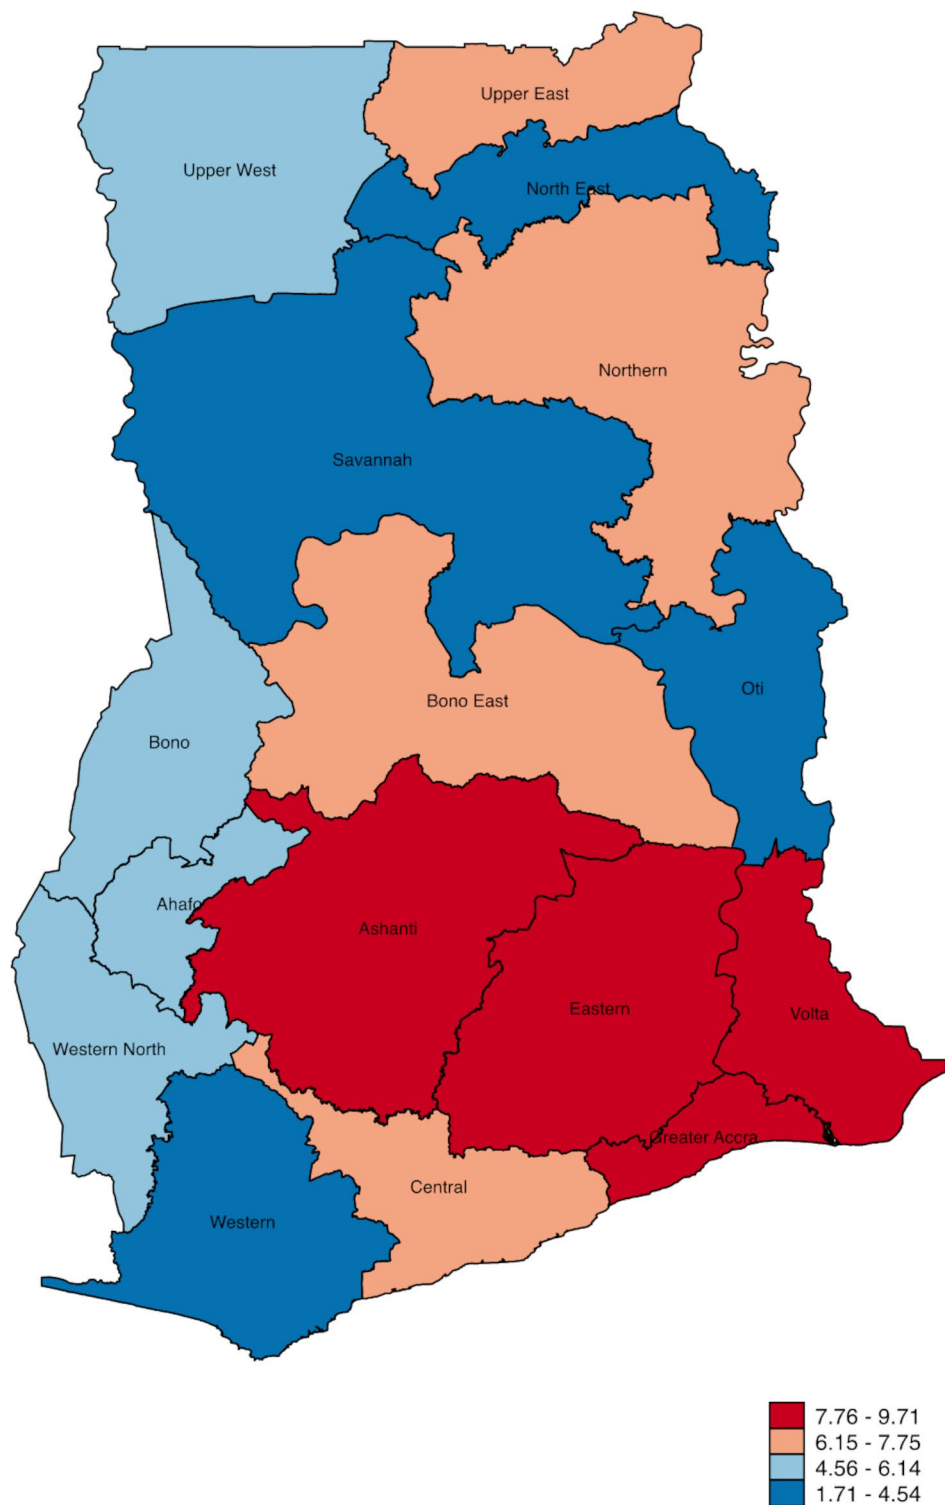 Upper East
Upper West
North East
Northern
Savannah
Oti
Bono East
Bono
Ahafo
Ashanti
Eastern
Volta
Western North
Greater Accra
Central
Western
7.76 - 9.71
6.15 - 7.75
4.56 - 6.14
1.71 - 4.54